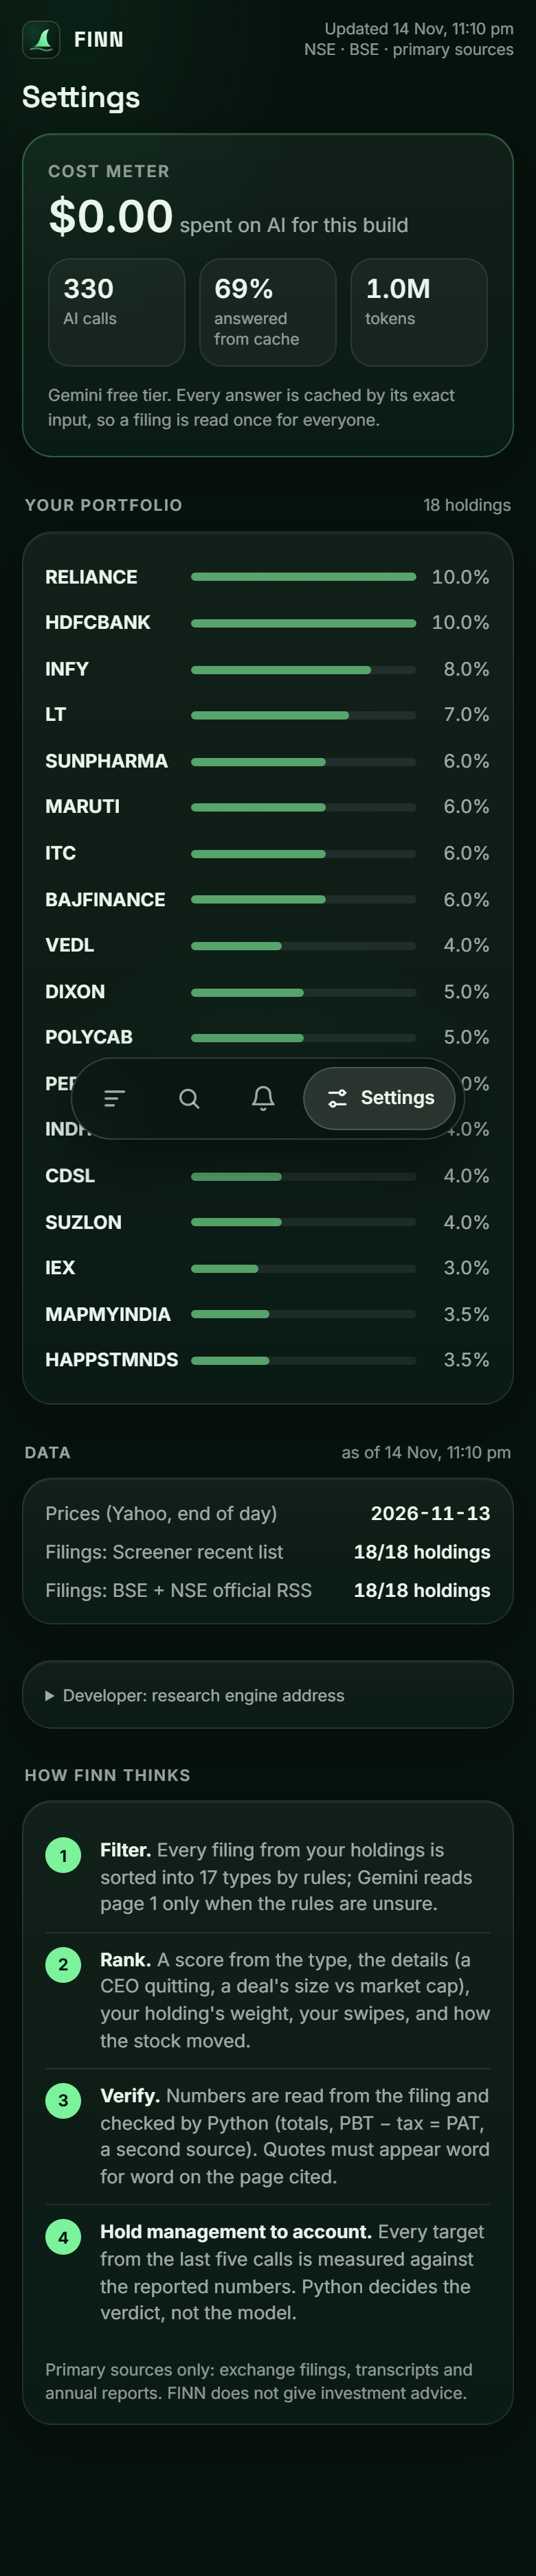 FINN
Updated 14 Nov, 11:10 pm
NSE · BSE · primary sources
Settings
COST METER
$0.00 spent on AI for this build
330
AI calls
69%
answered
from cache
1.0M
tokens
Gemini free tier. Every answer is cached by its exact
input, so a filing is read once for everyone.
YOUR PORTFOLIO
18 holdings
RELIANCE 10.0%
HDFCBANK 10.0%
INFY 8.0%
LT 7.0%
SUNPHARMA 6.0%
MARUTI 6.0%
ITC 6.0%
BAJFINANCE 6.0%
VEDL 4.0%
DIXON 5.0%
POLYCAB 5.0%
Settings
CDSL 4.0%
SUZLON 4.0%
IEX 3.0%
MAPMYINDIA 3.5%
HAPPSTMNDS 3.5%
DATA
as of 14 Nov, 11:10 pm
Prices (Yahoo, end of day) 2026-11-13
Filings: Screener recent list 18/18 holdings
Filings: BSE + NSE official RSS 18/18 holdings
Developer: research engine address
HOW FINN THINKS
1 Filter. Every filing from your holdings is
sorted into 17 types by rules; Gemini reads
page 1 only when the rules are unsure.
2 Rank. A score from the type, the details (a
CEO quitting, a deal's size vs market cap),
your holding's weight, your swipes, and how
the stock moved.
3 Verify. Numbers are read from the filing and
checked by Python (totals, PBT − tax = PAT,
a second source). Quotes must appear word
for word on the page cited.
4 Hold management to account. Every target
from the last five calls is measured against
the reported numbers. Python decides the
verdict, not the model.
Primary sources only: exchange filings, transcripts and
annual reports. FINN does not give investment advice.